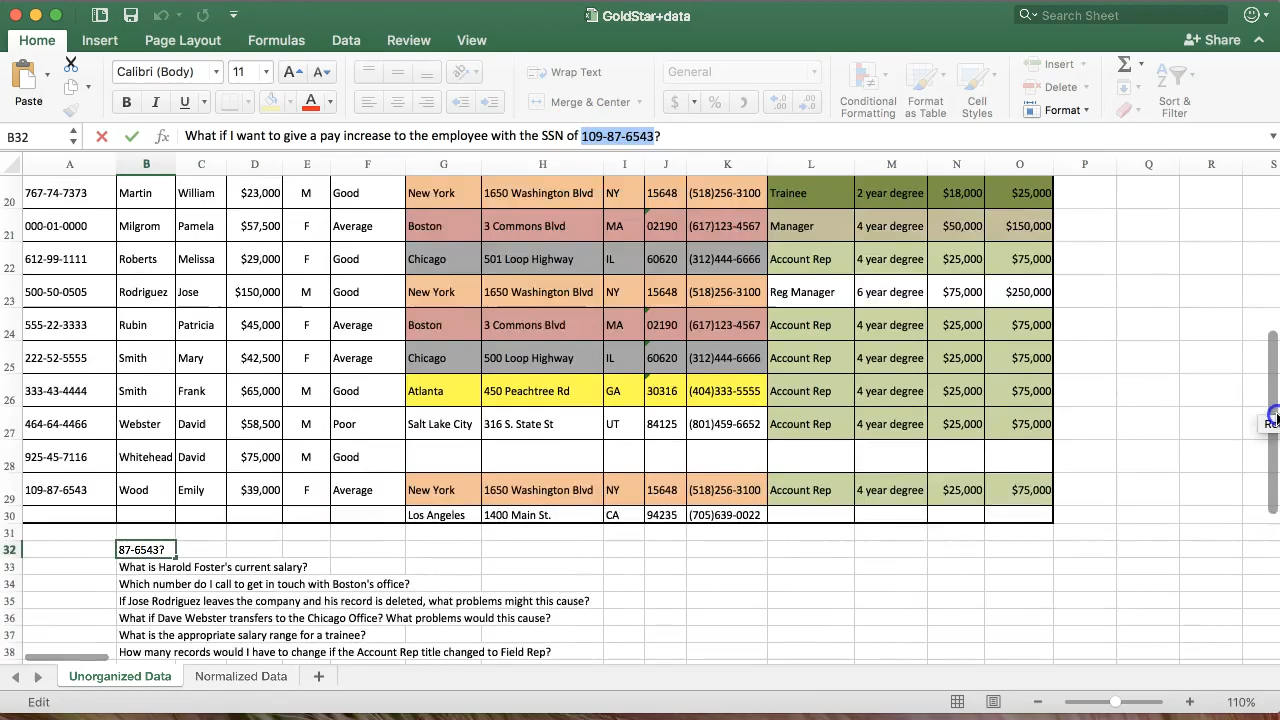 GoldStar+data
Search Sheet
Home Insert Page Layout Formulas Data Review View
Share
Paste
Calibri (Body) 11 A A
B I U A
Wrap Text
Merge & Center
General
$ % )
Conditional Formatting
Format as Table
Cell Styles
Insert
Delete
Format
Sort & Filter
B32 fx What if I want to give a pay increase to the employee with the SSN of 109-87-6543?
A B C D E F G H I J K L M N O P Q R S
20 767-74-7373 Martin William $23,000 M Good New York 1650 Washington Blvd NY 15648 (518)256-3100 Trainee 2 year degree $18,000 $25,000
21 000-01-0000 Milgrom Pamela $57,500 F Average Boston 3 Commons Blvd MA 02190 (617)123-4567 Manager 4 year degree $50,000 $150,000
22 612-99-1111 Roberts Melissa $29,000 F Good Chicago 501 Loop Highway IL 60620 (312)444-6666 Account Rep 4 year degree $25,000 $75,000
23 500-50-0505 Rodriguez Jose $150,000 M Good New York 1650 Washington Blvd NY 15648 (518)256-3100 Reg Manager 6 year degree $75,000 $250,000
24 555-22-3333 Rubin Patricia $45,000 F Average Boston 3 Commons Blvd MA 02190 (617)123-4567 Account Rep 4 year degree $25,000 $75,000
25 222-52-5555 Smith Mary $42,500 F Average Chicago 500 Loop Highway IL 60620 (312)444-6666 Account Rep 4 year degree $25,000 $75,000
26 333-43-4444 Smith Frank $65,000 M Good Atlanta 450 Peachtree Rd GA 30316 (404)333-5555 Account Rep 4 year degree $25,000 $75,000
27 464-64-4466 Webster David $58,500 M Poor Salt Lake City 316 S. State St UT 84125 (801)459-6652 Account Rep 4 year degree $25,000 $75,000
28 925-45-7116 Whitehead David $75,000 M Good
29 109-87-6543 Wood Emily $39,000 F Average New York 1650 Washington Blvd NY 15648 (518)256-3100 Account Rep 4 year degree $25,000 $75,000
30 Los Angeles 1400 Main St. CA 94235 (705)639-0022
31
32 87-6543?
33 What is Harold Foster's current salary?
34 Which number do I call to get in touch with Boston's office?
35 If Jose Rodriguez leaves the company and his record is deleted, what problems might this cause?
36 What if Dave Webster transfers to the Chicago Office? What problems would this cause?
37 What is the appropriate salary range for a trainee?
38 How many records would I have to change if the Account Rep title changed to Field Rep?
Unorganized Data Normalized Data +
Edit
110%